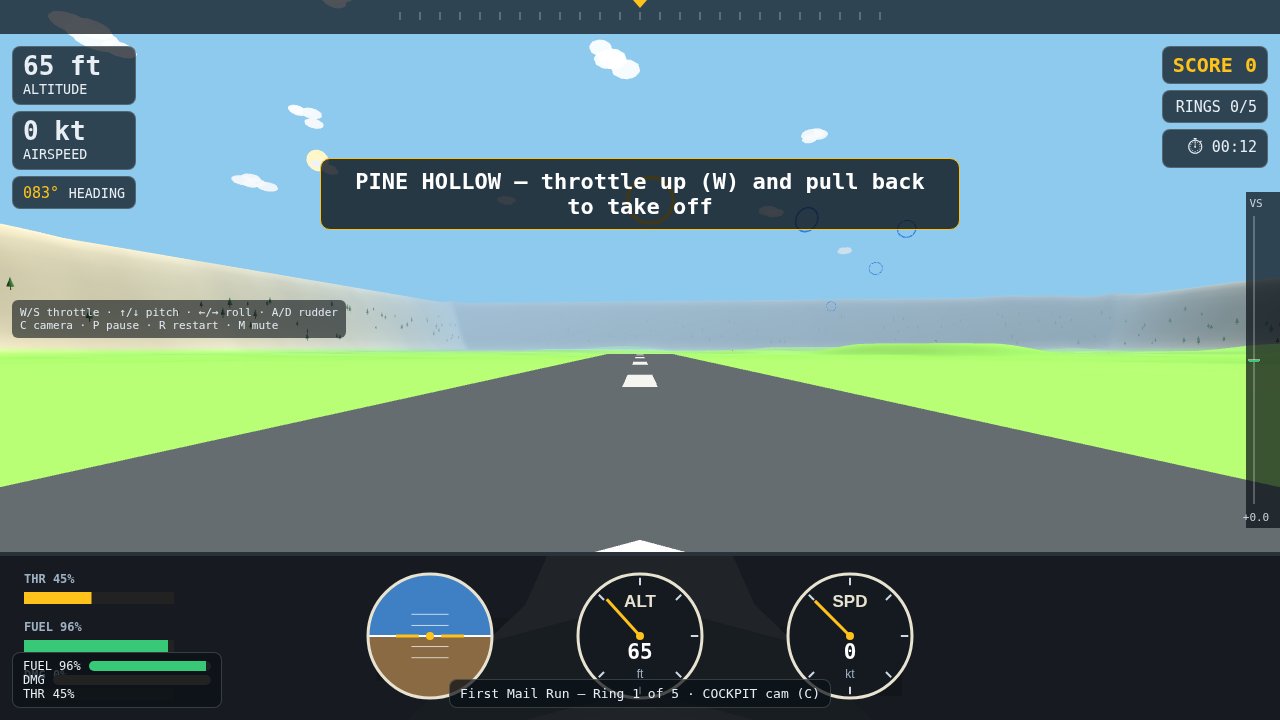 65 ft
ALTITUDE
0 kt
AIRSPEED
083° HEADING
SCORE 0
RINGS 0/5
⏱ 00:12
PINE HOLLOW — throttle up (W) and pull back
to take off
VS
+0.0
W/S throttle · ↑/↓ pitch · ←/→ roll · A/D rudder
C camera · P pause · R restart · M mute
THR 45%
FUEL 96%
FUEL 96%
DMG
THR 45%
ALT
65
ft
SPD
0
kt
First Mail Run — Ring 1 of 5 · COCKPIT cam (C)